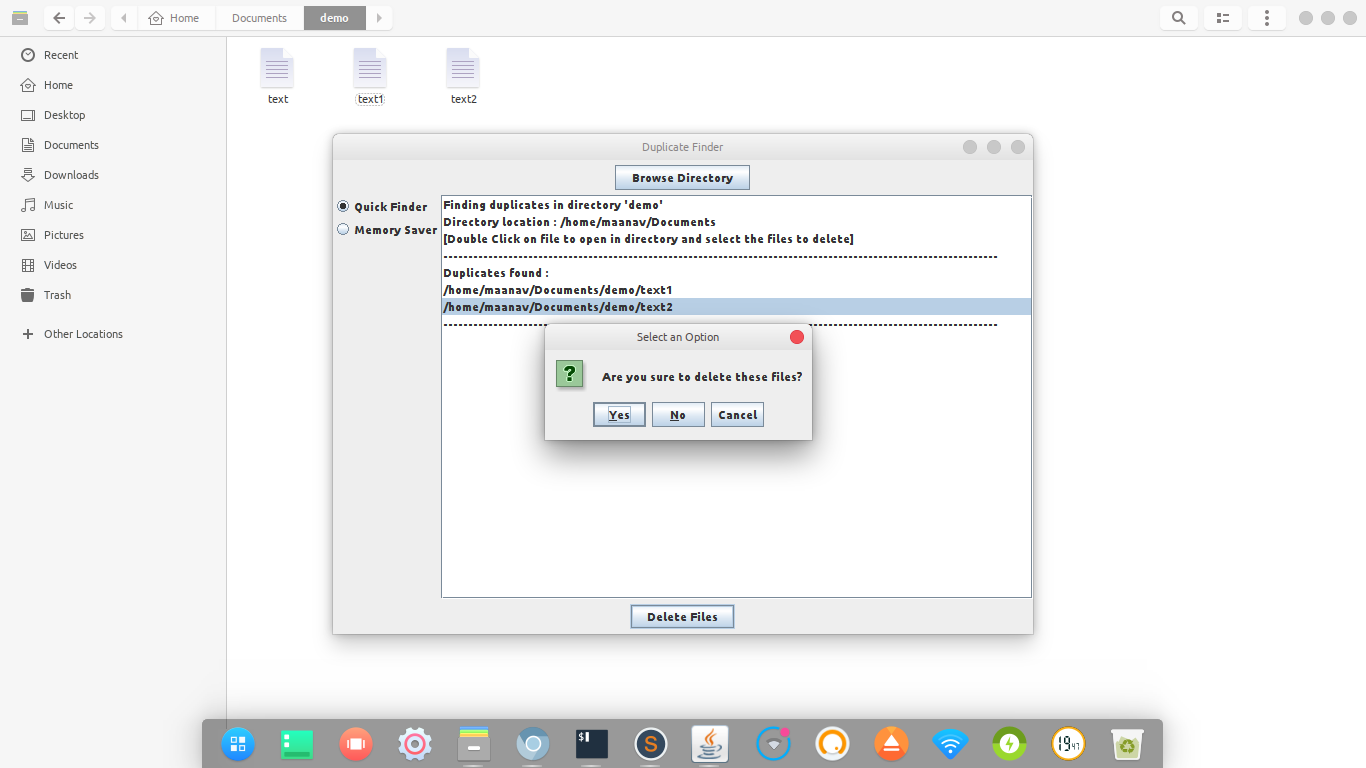 Home
Documents
demo
Recent
Home
Desktop
Documents
Downloads
Music
Pictures
Videos
Trash
Other Locations
text
text1
text2
Duplicate Finder
Browse Directory
Quick Finder
Memory Saver
Finding duplicates in directory 'demo'
Directory location : /home/maanav/Documents
[Double Click on file to open in directory and select the files to delete]
Duplicates found :
/home/maanav/Documents/demo/text1
/home/maanav/Documents/demo/text2
Select an Option
?
Are you sure to delete these files?
Yes
No
Cancel
Delete Files
$
S
19 47